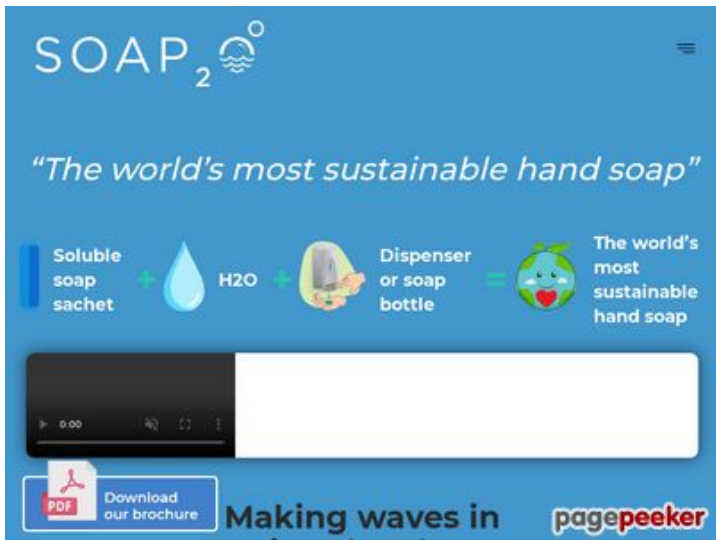 SOAP₂O
“The world’s most sustainable hand soap”
Soluble
soap
sachet
+
H2O
+
Dispenser
or soap
bottle
=
The world’s
most
sustainable
hand soap
0:00
PDF
Download
our brochure
Making waves in
pagepeeker